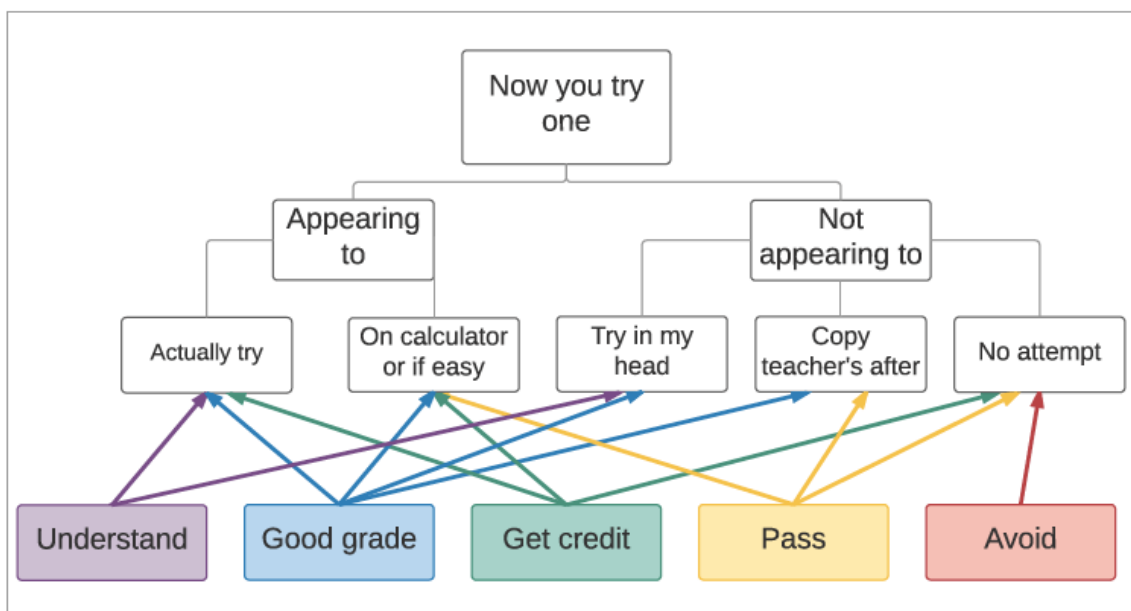 Now you try
one
Appearing
to
Not
appearing to
Actually try
On calculator
or if easy
Try in my
head
Copy
teacher's after
No attempt
Understand
Good grade
Get credit
Pass
Avoid